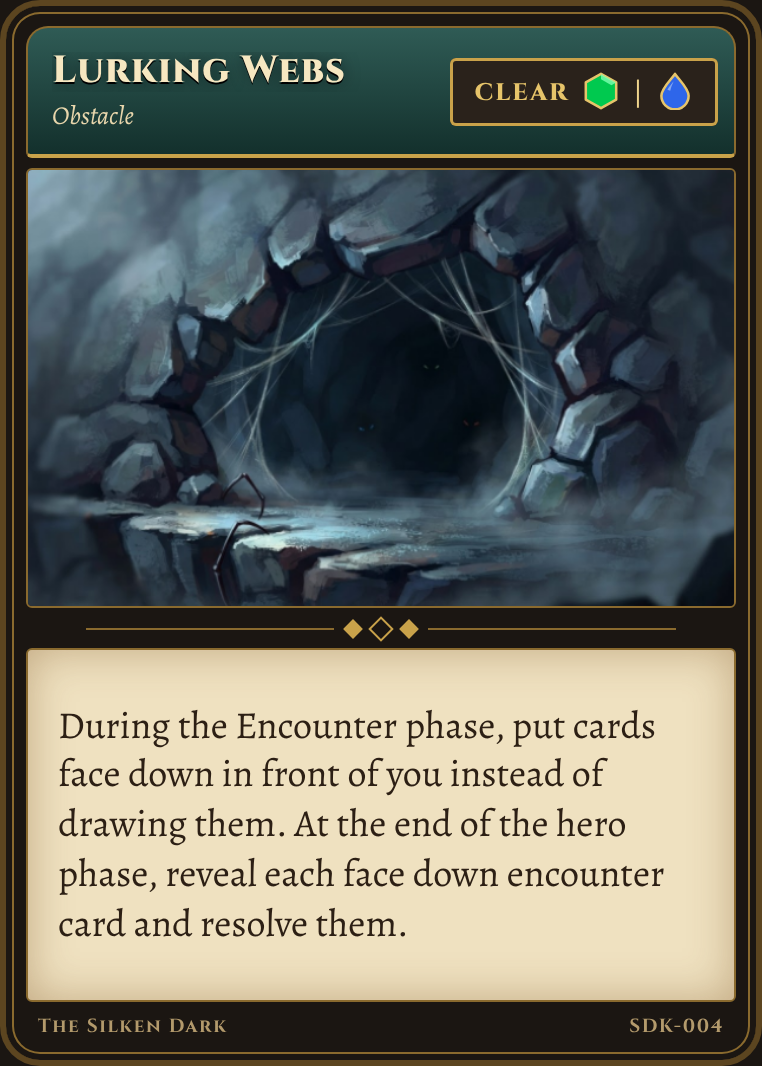 Lurking Webs
Obstacle
CLEAR |
During the Encounter phase, put cards
face down in front of you instead of
drawing them. At the end of the hero
phase, reveal each face down encounter
card and resolve them.
The Silken Dark
SDK-004